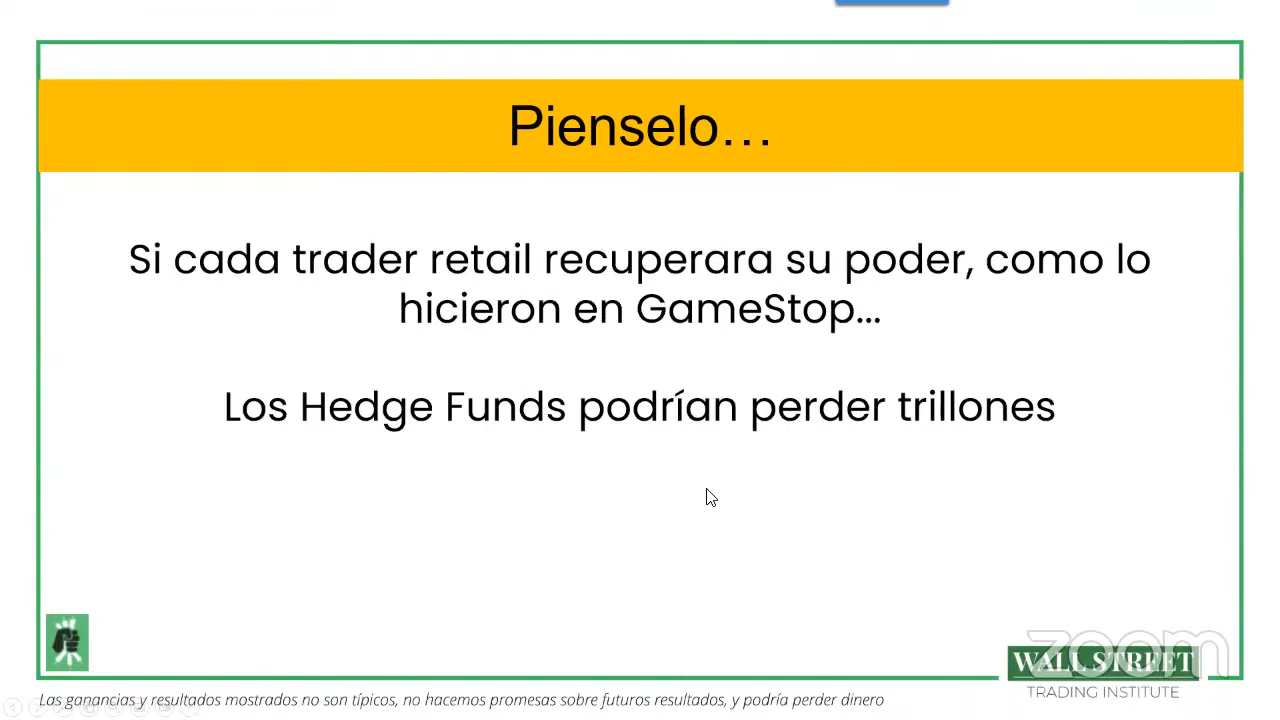 Pienselo...
Si cada trader retail recuperara su poder, como lo
hicieron en GameStop...
Los Hedge Funds podrían perder trillones
zoom
WALL STREET
TRADING INSTITUTE
Las ganancias y resultados mostrados no son típicos, no hacemos promesas sobre futuros resultados, y podría perder dinero